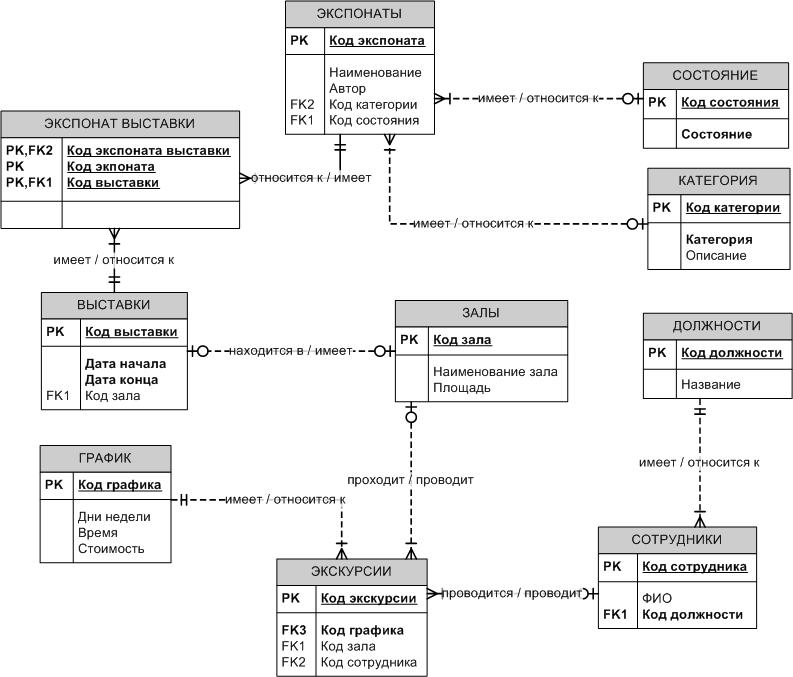 ЭКСПОНАТЫ
PK Код экспоната
Наименование
Автор
FK2 Код категории
FK1 Код состояния
СОСТОЯНИЕ
PK Код состояния
Состояние
имеет / относится к
ЭКСПОНАТ ВЫСТАВКИ
PK,FK2 Код экспоната выставки
PK Код экпоната
PK,FK1 Код выставки
относится к / имеет
КАТЕГОРИЯ
PK Код категории
Категория
Описание
имеет / относится к
имеет / относится к
ВЫСТАВКИ
PK Код выставки
Дата начала
Дата конца
FK1 Код зала
находится в / имеет
ЗАЛЫ
PK Код зала
Наименование зала
Площадь
ДОЛЖНОСТИ
PK Код должности
Название
имеет / относится к
проходит / проводит
ГРАФИК
PK Код графика
Дни недели
Время
Стоимость
имеет / относится к
ЭКСКУРСИИ
PK Код экскурсии
FK3 Код графика
FK1 Код зала
FK2 Код сотрудника
проводится / проводит
СОТРУДНИКИ
PK Код сотрудника
ФИО
FK1 Код должности